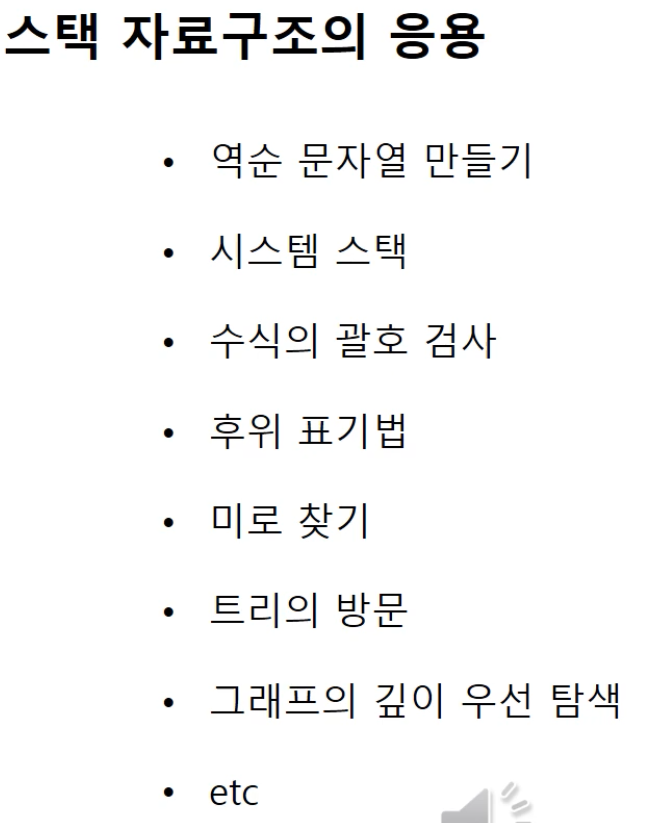 스택 자료구조의 응용
• 역순 문자열 만들기
• 시스템 스택
• 수식의 괄호 검사
• 후위 표기법
• 미로 찾기
• 트리의 방문
• 그래프의 깊이 우선 탐색
• etc